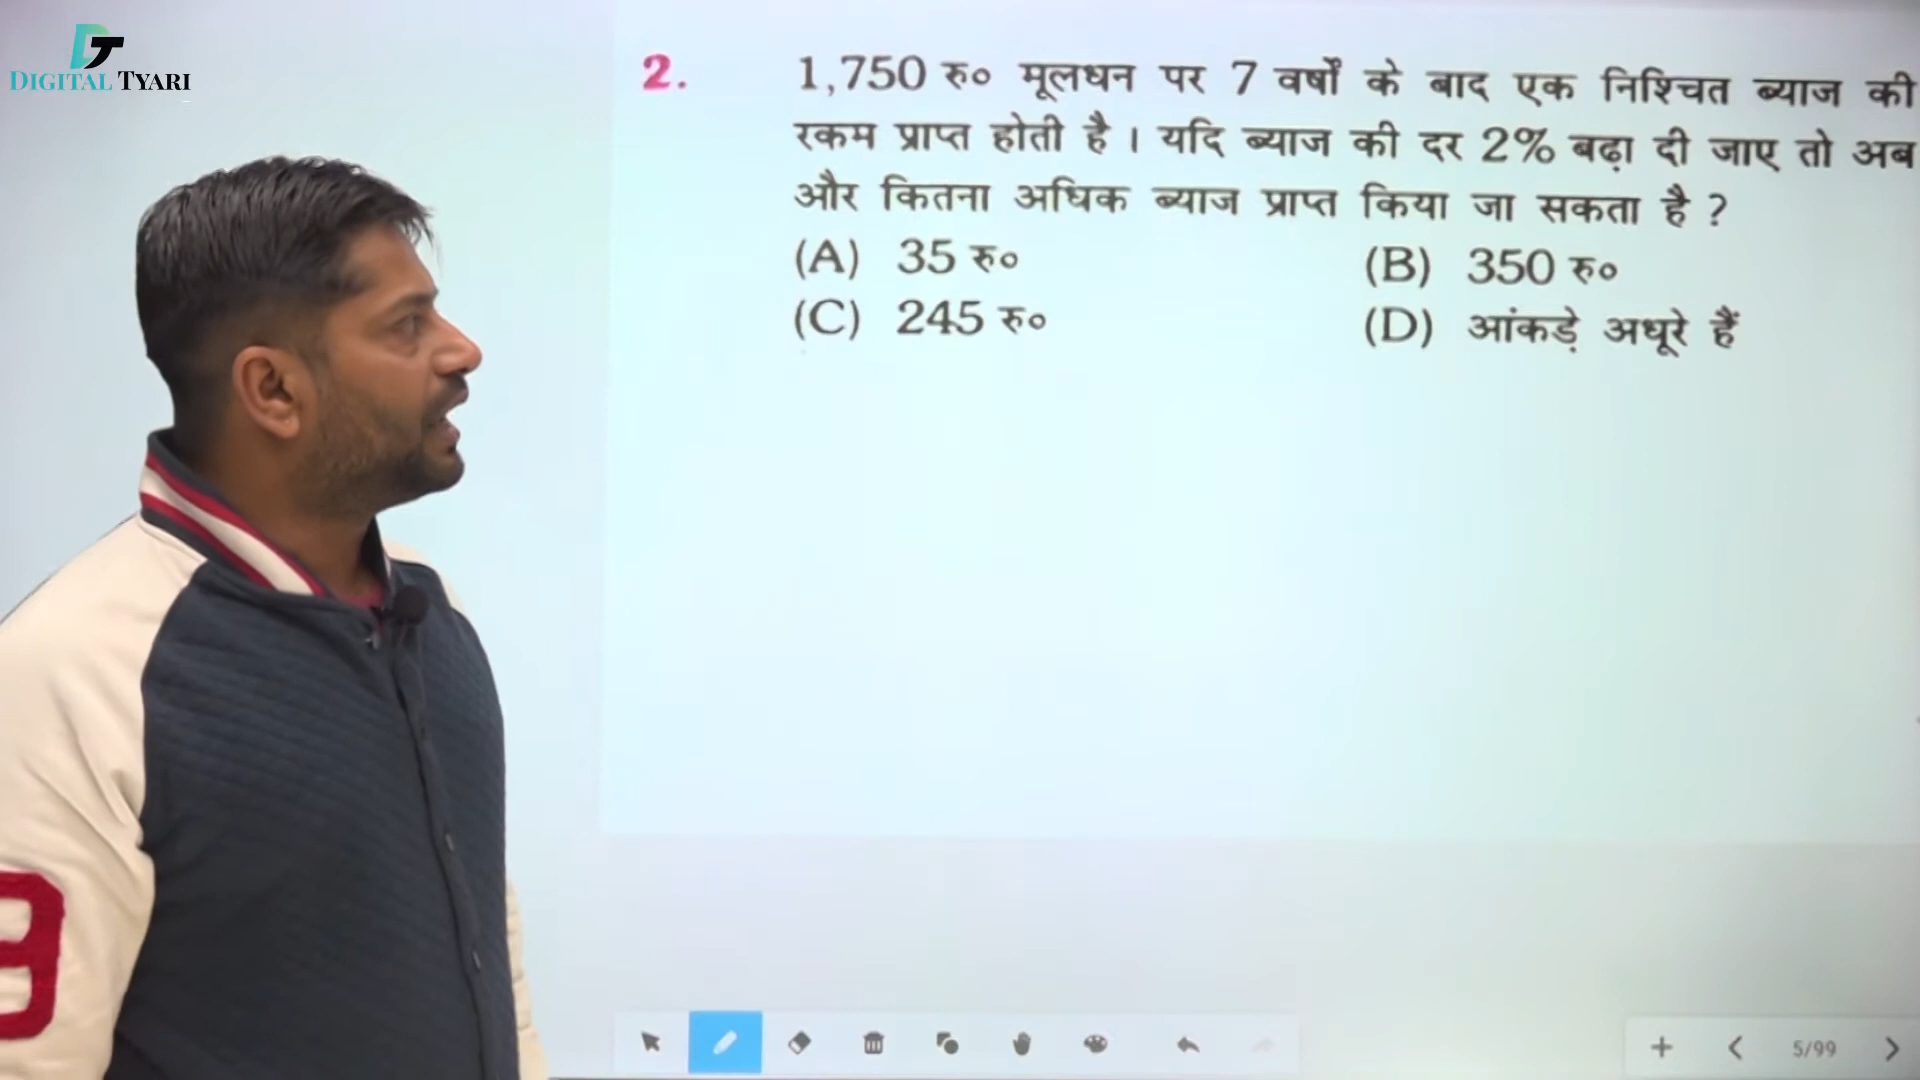 DT
DIGITAL TYARI
2. 1,750 रु० मूलधन पर 7 वर्षों के बाद एक निश्चित ब्याज की
रकम प्राप्त होती है । यदि ब्याज की दर 2% बढ़ा दी जाए तो अब
और कितना अधिक ब्याज प्राप्त किया जा सकता है ?
(A) 35 रु० (B) 350 रु०
(C) 245 रु० (D) आंकड़े अधूरे हैं
5/99